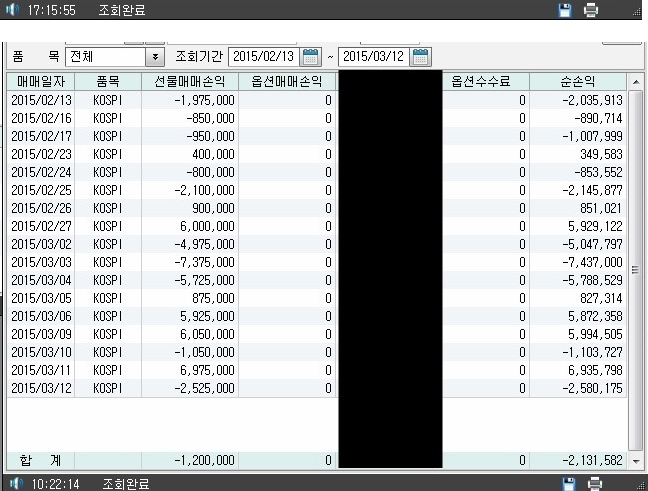 17:15:55 조회완료
품 목 전체 조회기간 2015/02/13 ~ 2015/03/12
매매일자 품목 선물매매손익 옵션매매손익 옵션수수료 순손익
2015/02/13 KOSPI -1,975,000 0 0 -2,035,913
2015/02/16 KOSPI -850,000 0 0 -890,714
2015/02/17 KOSPI -950,000 0 0 -1,007,999
2015/02/23 KOSPI 400,000 0 0 349,583
2015/02/24 KOSPI -800,000 0 0 -853,552
2015/02/25 KOSPI -2,100,000 0 0 -2,145,877
2015/02/26 KOSPI 900,000 0 0 851,021
2015/02/27 KOSPI 6,000,000 0 0 5,929,122
2015/03/02 KOSPI -4,975,000 0 0 -5,047,797
2015/03/03 KOSPI -7,375,000 0 0 -7,437,000
2015/03/04 KOSPI -5,725,000 0 0 -5,788,529
2015/03/05 KOSPI 875,000 0 0 827,314
2015/03/06 KOSPI 5,925,000 0 0 5,872,358
2015/03/09 KOSPI 6,050,000 0 0 5,994,505
2015/03/10 KOSPI -1,050,000 0 0 -1,103,727
2015/03/11 KOSPI 6,975,000 0 0 6,935,798
2015/03/12 KOSPI -2,525,000 0 0 -2,580,175
합 계 -1,200,000 0 0 -2,131,582
10:22:14 조회완료